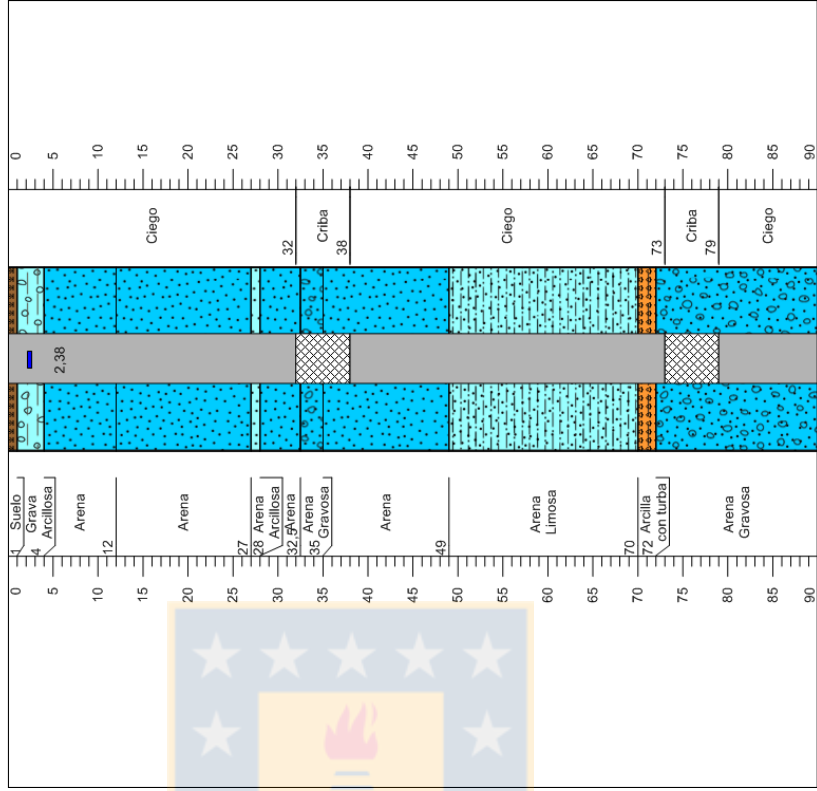 0
5
10
15
20
25
30
35
40
45
50
55
60
65
70
75
80
85
90
Ciego
32
Criba
38
Ciego
73
Criba
79
Ciego
2,38
1
Suelo
Grava
Arcillosa
4
Arena
12
Arena
27
Arena
Arcillosa
28
Arena
32,5
Arena
Gravosa
35
Arena
49
Arena
Limosa
70
Arcilla
con turba
72
Arena
Gravosa
0
5
10
15
20
25
30
35
40
45
50
55
60
65
70
75
80
85
90